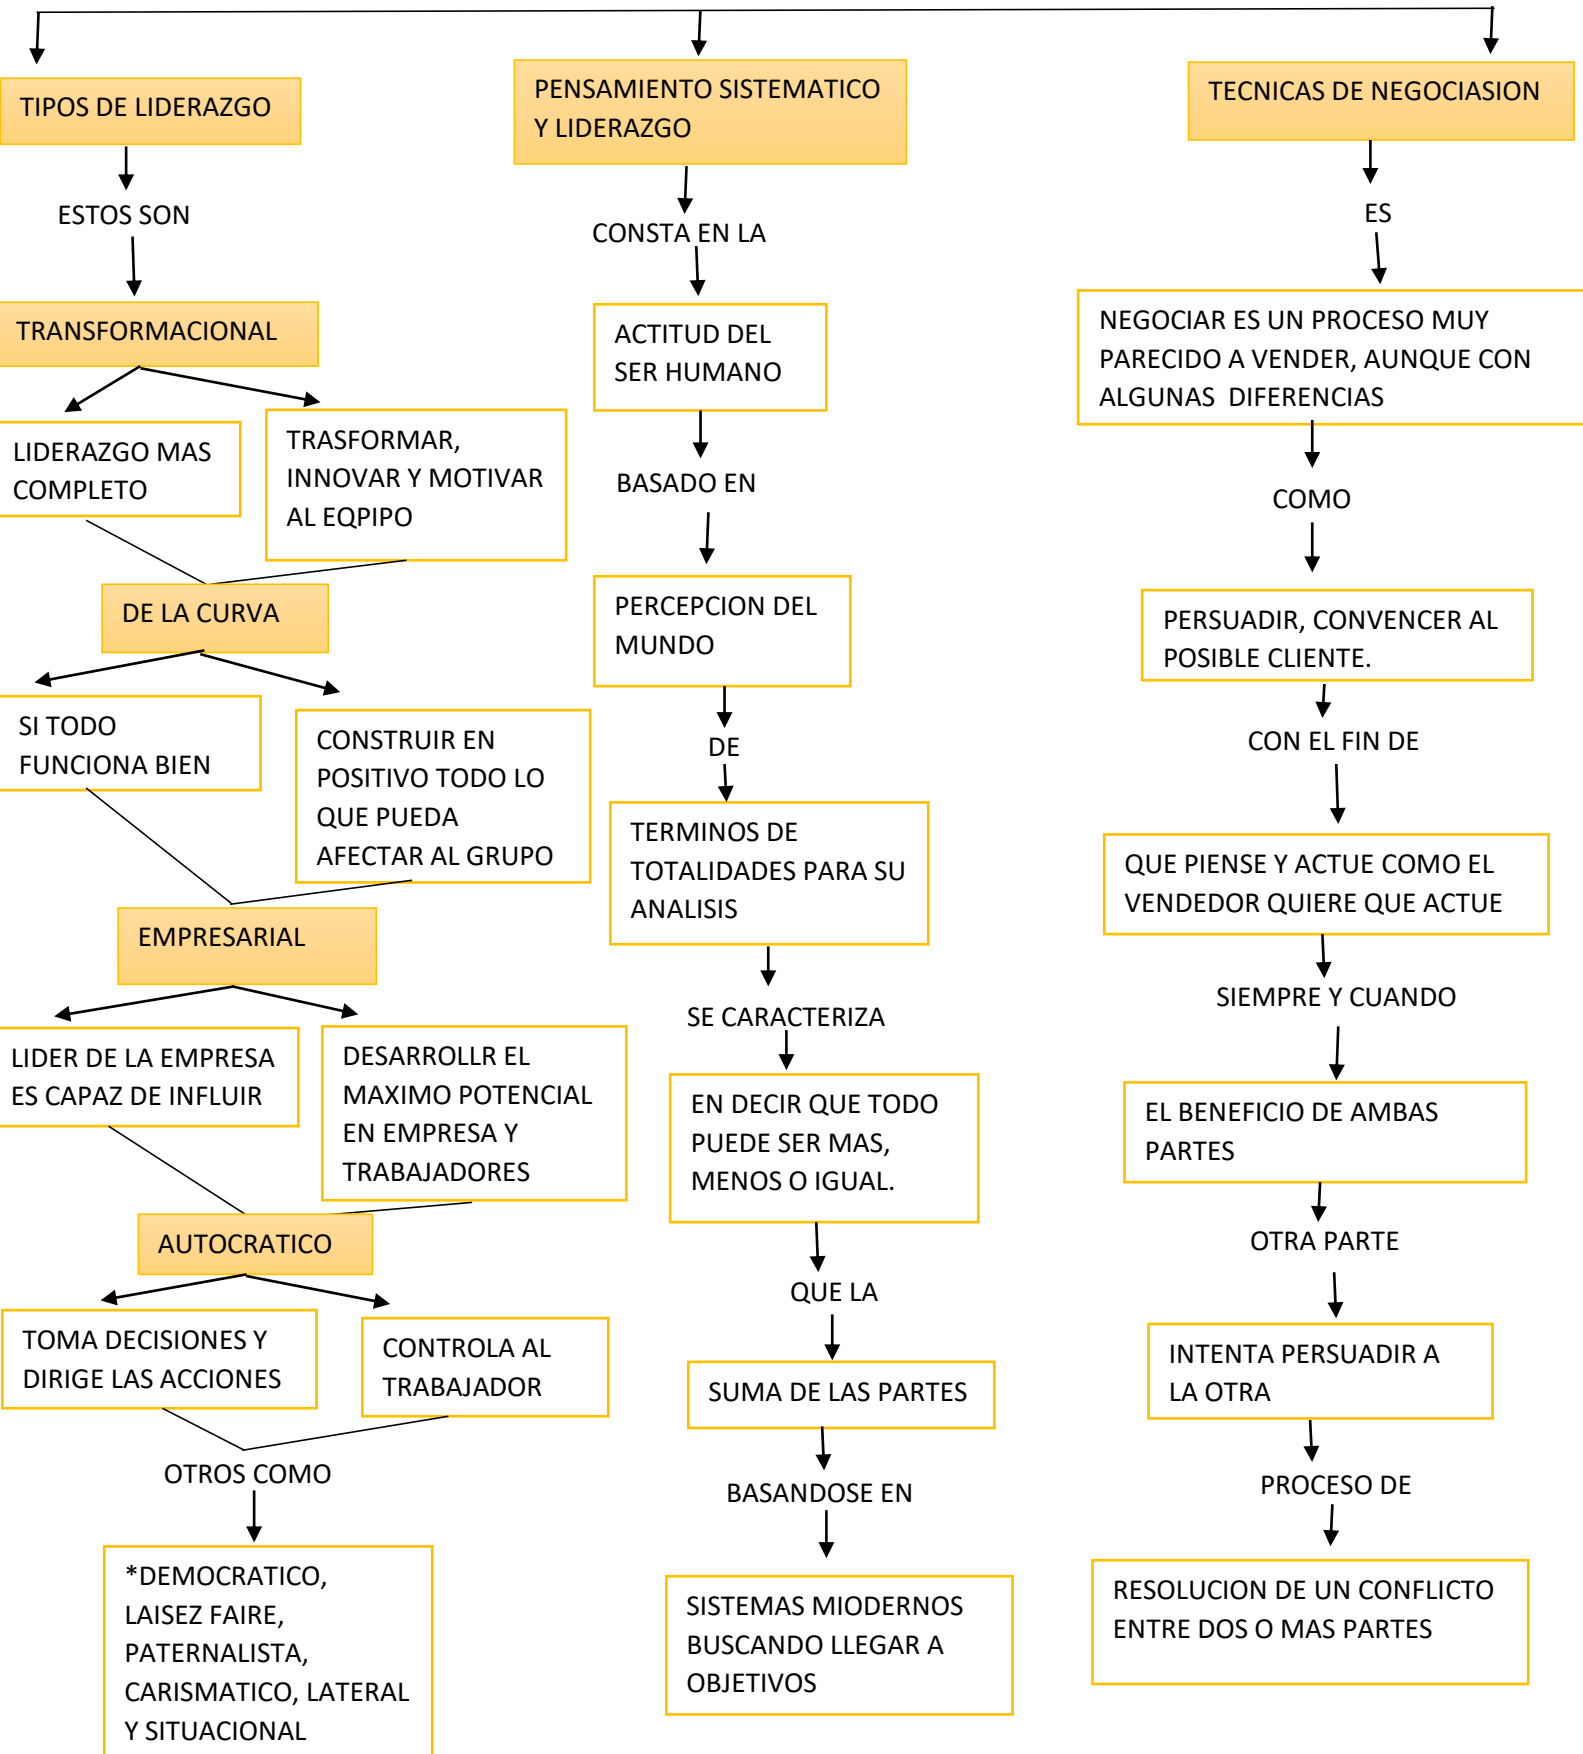 TIPOS DE LIDERAZGO
ESTOS SON
TRANSFORMACIONAL
LIDERAZGO MAS
COMPLETO
TRASFORMAR,
INNOVAR Y MOTIVAR
AL EQPIPO
DE LA CURVA
SI TODO
FUNCIONA BIEN
CONSTRUIR EN
POSITIVO TODO LO
QUE PUEDA
AFECTAR AL GRUPO
EMPRESARIAL
LIDER DE LA EMPRESA
ES CAPAZ DE INFLUIR
DESARROLLR EL
MAXIMO POTENCIAL
EN EMPRESA Y
TRABAJADORES
AUTOCRATICO
TOMA DECISIONES Y
DIRIGE LAS ACCIONES
CONTROLA AL
TRABAJADOR
OTROS COMO
*DEMOCRATICO,
LAISEZ FAIRE,
PATERNALISTA,
CARISMATICO, LATERAL
Y SITUACIONAL
PENSAMIENTO SISTEMATICO
Y LIDERAZGO
CONSTA EN LA
ACTITUD DEL
SER HUMANO
BASADO EN
PERCEPCION DEL
MUNDO
DE
TERMINOS DE
TOTALIDADES PARA SU
ANALISIS
SE CARACTERIZA
EN DECIR QUE TODO
PUEDE SER MAS,
MENOS O IGUAL.
QUE LA
SUMA DE LAS PARTES
BASANDOSE EN
SISTEMAS MIODERNOS
BUSCANDO LLEGAR A
OBJETIVOS
TECNICAS DE NEGOCIASION
ES
NEGOCIAR ES UN PROCESO MUY
PARECIDO A VENDER, AUNQUE CON
ALGUNAS  DIFERENCIAS
COMO
PERSUADIR, CONVENCER AL
POSIBLE CLIENTE.
CON EL FIN DE
QUE PIENSE Y ACTUE COMO EL
VENDEDOR QUIERE QUE ACTUE
SIEMPRE Y CUANDO
EL BENEFICIO DE AMBAS
PARTES
OTRA PARTE
INTENTA PERSUADIR A
LA OTRA
PROCESO DE
RESOLUCION DE UN CONFLICTO
ENTRE DOS O MAS PARTES